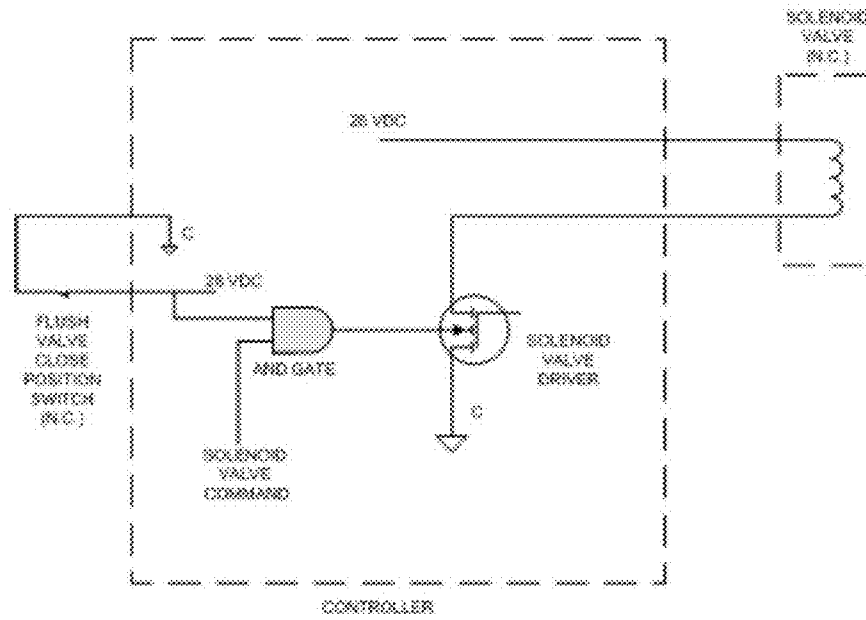 SOLENOID
VALVE
(N.C.)
28 VDC
C
28 VDC
FLUSH
VALVE
CLOSE
POSITION
SWITCH
(N.C.)
AND GATE
SOLENOID
VALVE
DRIVER
C
SOLENOID
VALVE
COMMAND
CONTROLLER